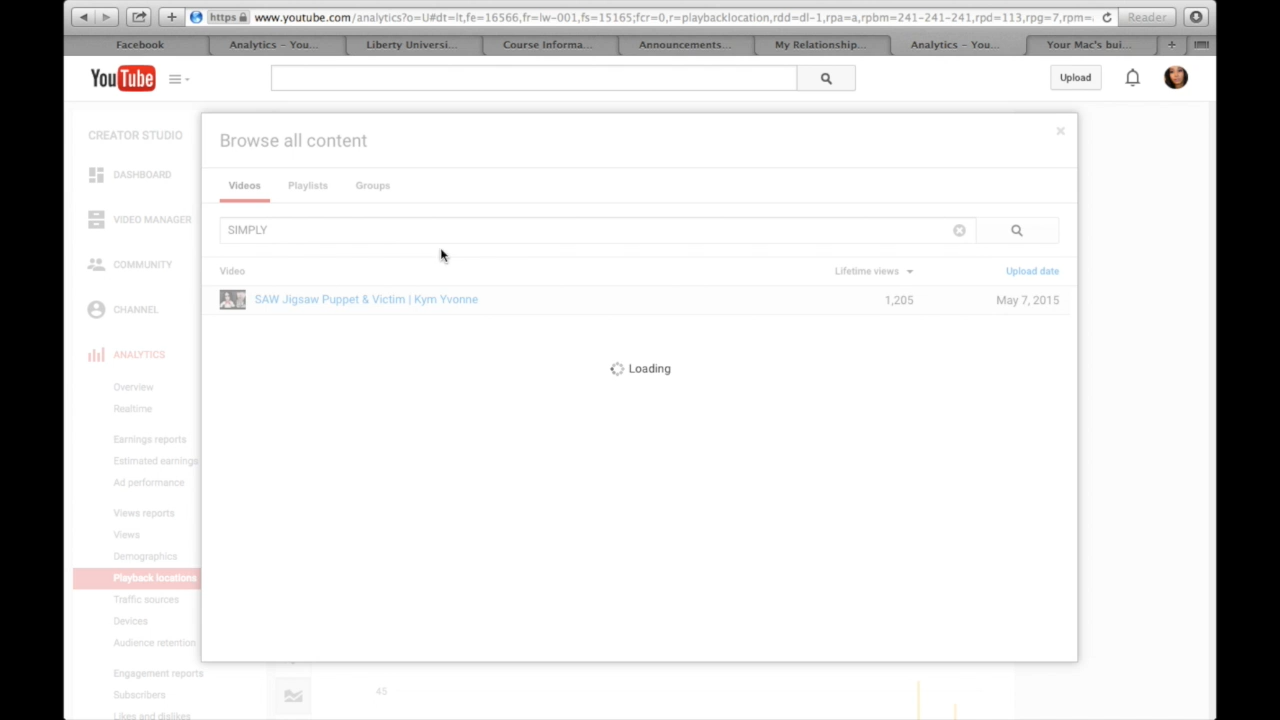 https www.youtube.com/analytics?o=U#dt=lt,fe=16566,fr=lw-001,fs=15165;fcr=0,r=playbacklocation,rdd=dl-1,rpa=a,rpbm=241-241-241,rpd=113,rpg=7,rpm= Reader
Facebook Analytics – You... Liberty Universi... Course Informa... Announcements... My Relationship... Analytics – You... Your Mac's bui...
YouTube Upload
Browse all content
CREATOR STUDIO
DASHBOARD
VIDEO MANAGER
COMMUNITY
CHANNEL
ANALYTICS
Overview
Realtime
Earnings reports
Estimated earnings
Ad performance
Views reports
Views
Demographics
Playback locations
Traffic sources
Devices
Audience retention
Engagement reports
Subscribers
Likes and dislikes
Videos Playlists Groups
SIMPLY
Video Lifetime views Upload date
SAW Jigsaw Puppet & Victim | Kym Yvonne 1,205 May 7, 2015
Loading
45